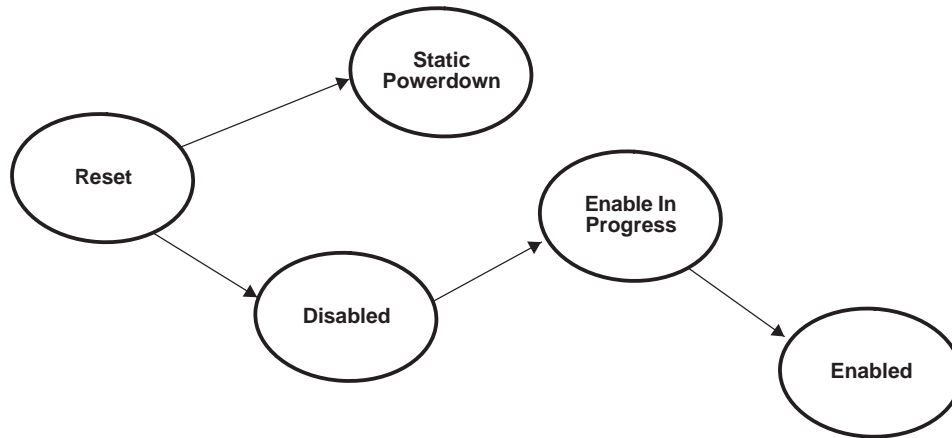 Static
Powerdown
Reset
Enable In
Progress
Disabled
Enabled